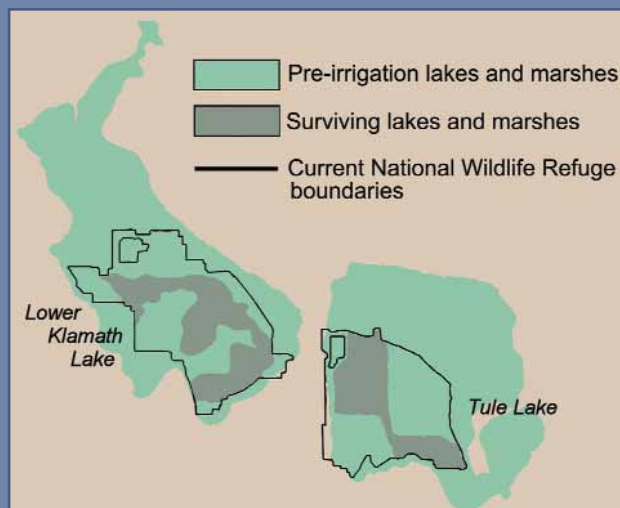 Pre-irrigation lakes and marshes
Surviving lakes and marshes
Current National Wildlife Refuge
boundaries
Lower
Klamath
Lake
Tule Lake